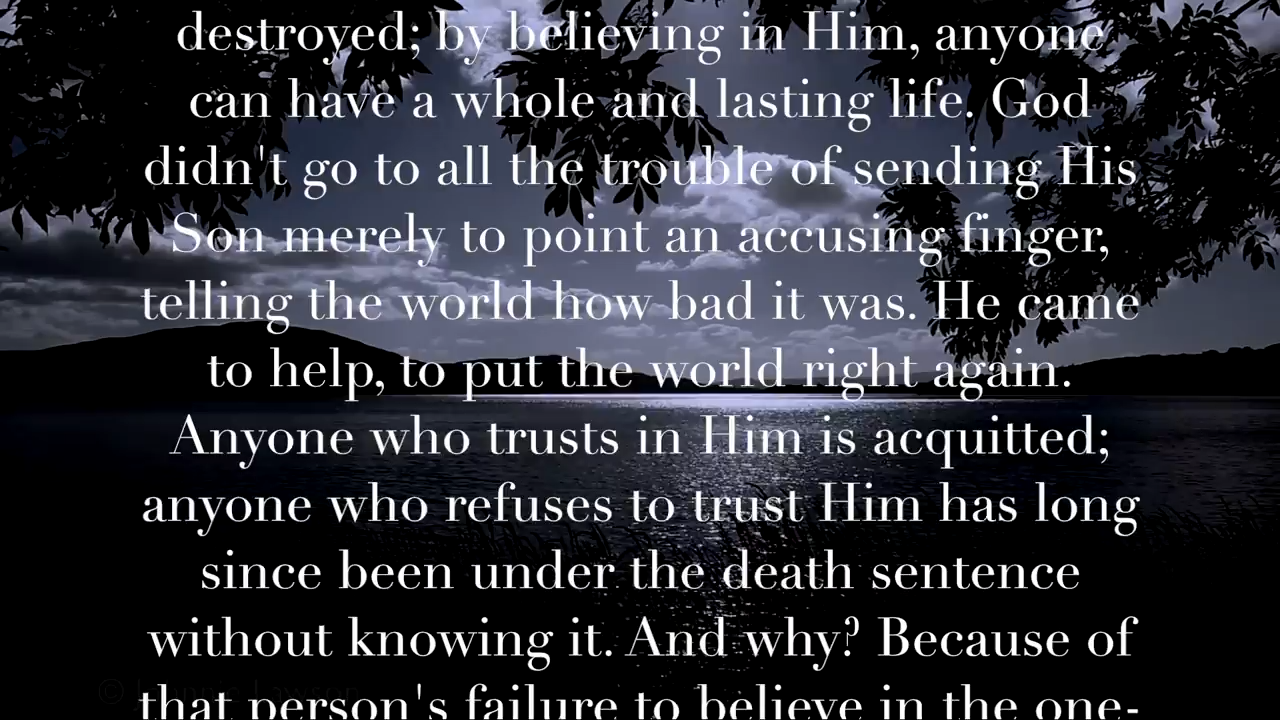 destroyed; by believing in Him, anyone
can have a whole and lasting life. God
didn't go to all the trouble of sending His
Son merely to point an accusing finger,
telling the world how bad it was. He came
to help, to put the world right again.
Anyone who trusts in Him is acquitted;
anyone who refuses to trust Him has long
since been under the death sentence
without knowing it. And why? Because of
that person's failure to believe in the one-